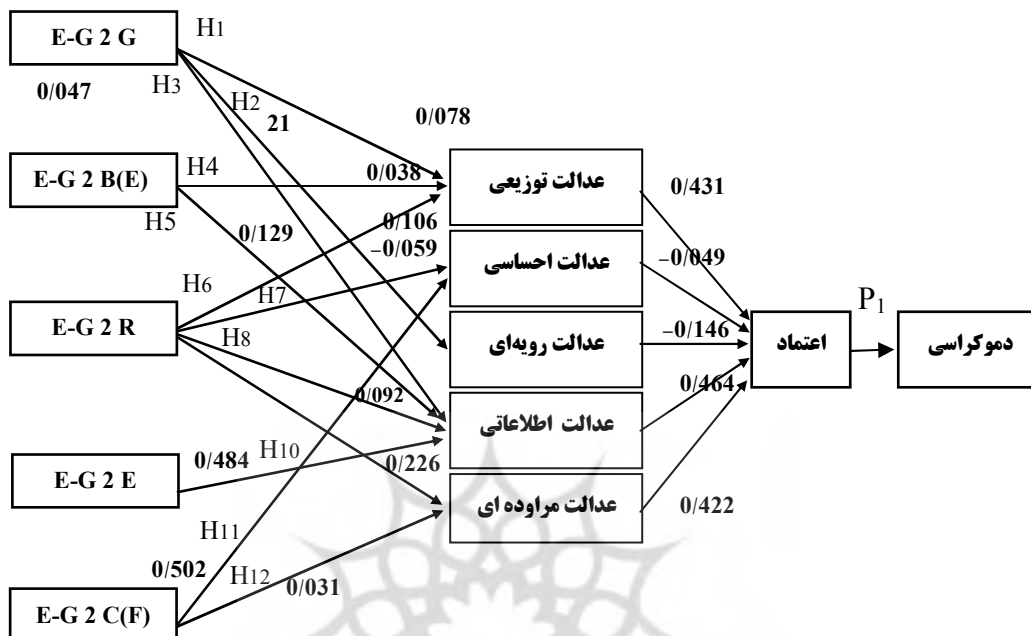 E-G 2 G
H1
0/047
H3
H2
21
0/078
E-G 2 B(E)
H4
0/038
عدالت توزیعی
0/431
H5
0/129
0/106
−0/059
عدالت احساسی
−0/049
H6
H7
P1
E-G 2 R
H8
عدالت رویه‌ای
−0/146
اعتماد
دموکراسی
0/092
0/464
عدالت اطلاعاتی
E-G 2 E
0/484
H10
0/226
عدالت مراوده ای
0/422
H11
0/502
H12
0/031
E-G 2 C(F)